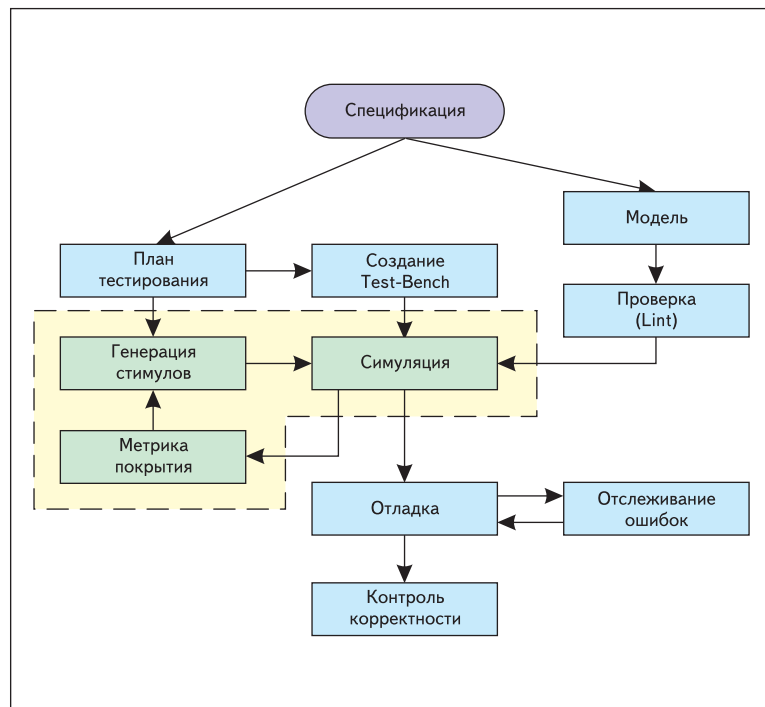 Спецификация
Модель
План
тестирования
Создание
Test-Bench
Проверка
(Lint)
Генерация
стимулов
Симуляция
Метрика
покрытия
Отладка
Отслеживание
ошибок
Контроль
корректности